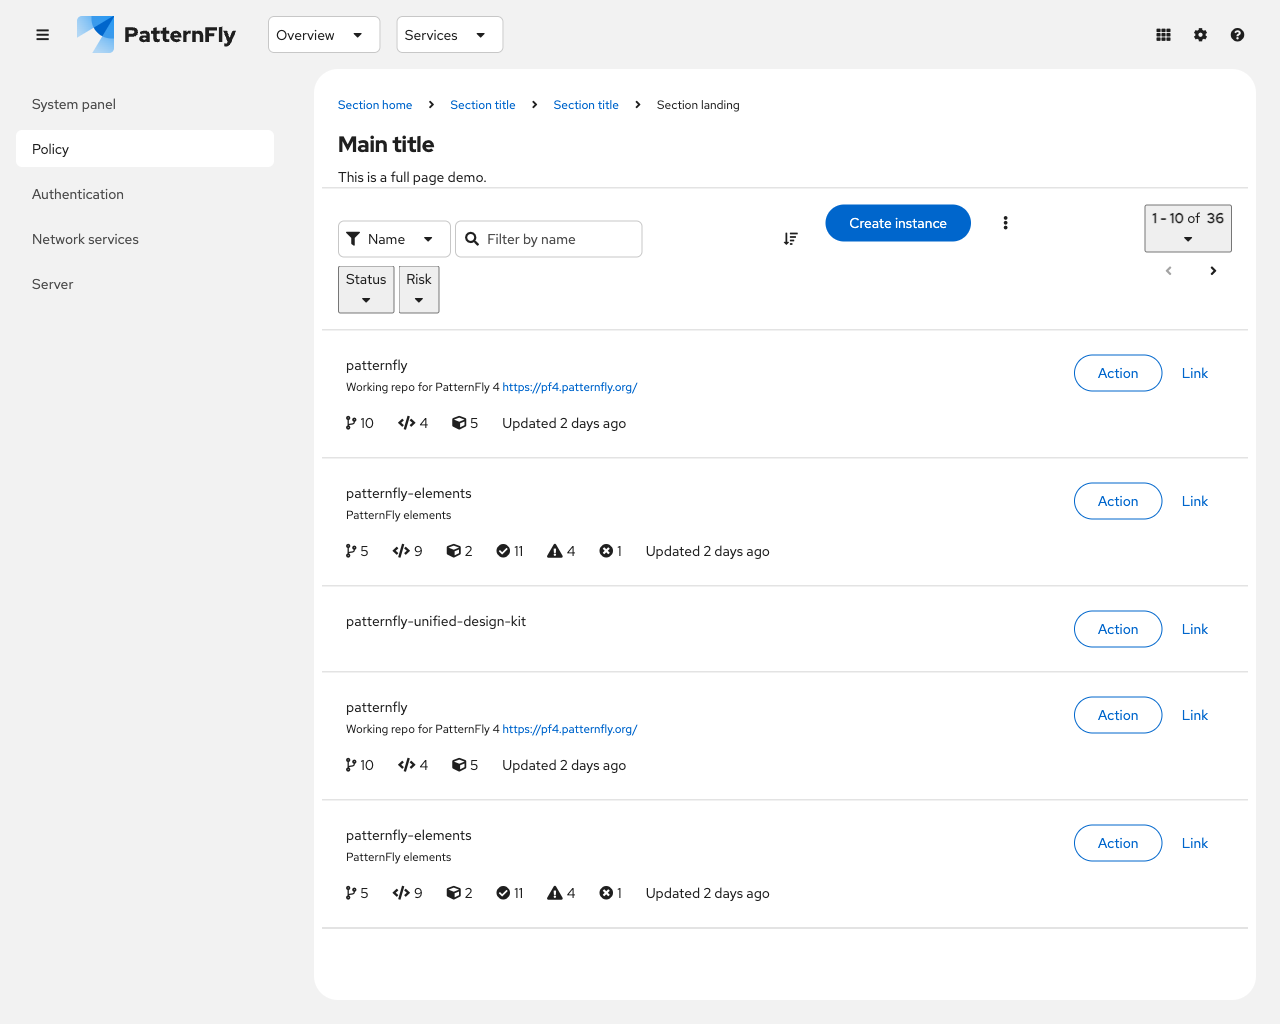 PatternFly Overview Services
System panel
Policy
Authentication
Network services
Server
Section home Section title Section title Section landing
Main title
This is a full page demo.
Name Filter by name Create instance 1 - 10 of 36
Status Risk
patternfly Action Link
Working repo for PatternFly 4 https://pf4.patternfly.org/
10 4 5 Updated 2 days ago
patternfly-elements Action Link
PatternFly elements
5 9 2 11 4 1 Updated 2 days ago
patternfly-unified-design-kit Action Link
patternfly Action Link
Working repo for PatternFly 4 https://pf4.patternfly.org/
10 4 5 Updated 2 days ago
patternfly-elements Action Link
PatternFly elements
5 9 2 11 4 1 Updated 2 days ago